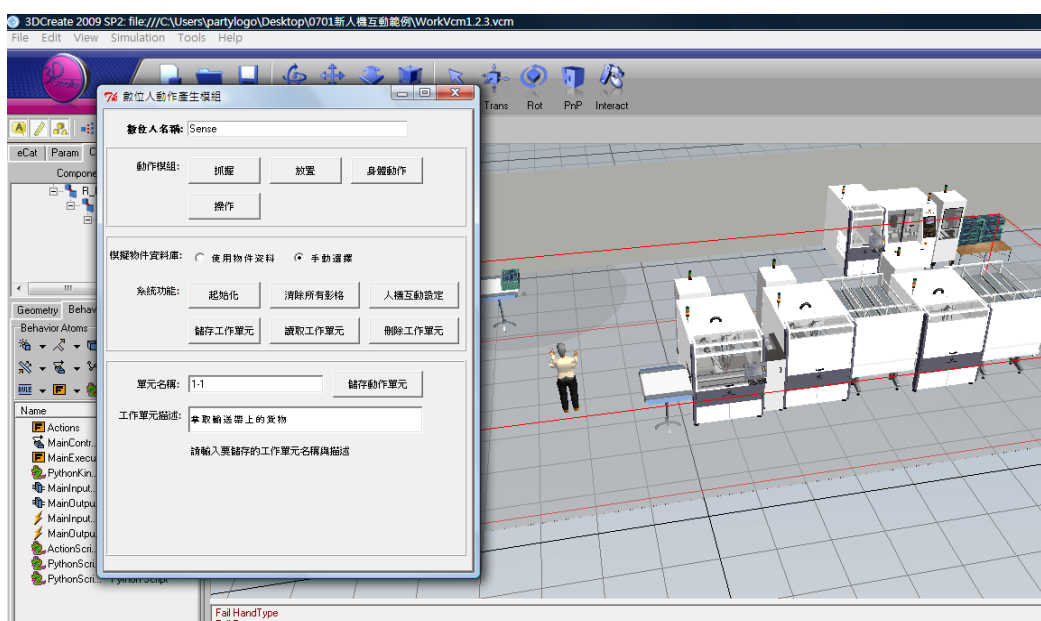 3DCreate 2009 SP2: file:///C:\Users\partylogo\Desktop\0701新人機互動範例\WorkVcm1.2.3.vcm
File Edit View Simulation Tools Help
Trans Rot PnP Interact
數位人動作產生模組
數位人名稱: Sense
動作模組: 抓握 放置 身體動作
操作
模擬物件資料庫: 使用物件資料 手動選擇
系統功能: 起始化 清除所有影格 人機互動設定
儲存工作單元 讀取工作單元 刪除工作單元
單元名稱: 1-1 儲存動作單元
工作單元描述: 拿取輸送器上的貨物
請輸入要儲存的工作單元名稱與描述
eCat Param C
Compone
R_
Geometry Behav
Behavior Atoms
RULE
Name
Actions
MainContr...
MainExecu
PythonKin...
MainInput...
MainOutpu
MainInput...
MainOutpu
ActionScri...
PythonScri...
PythonScri... Python Script
Fail HandType